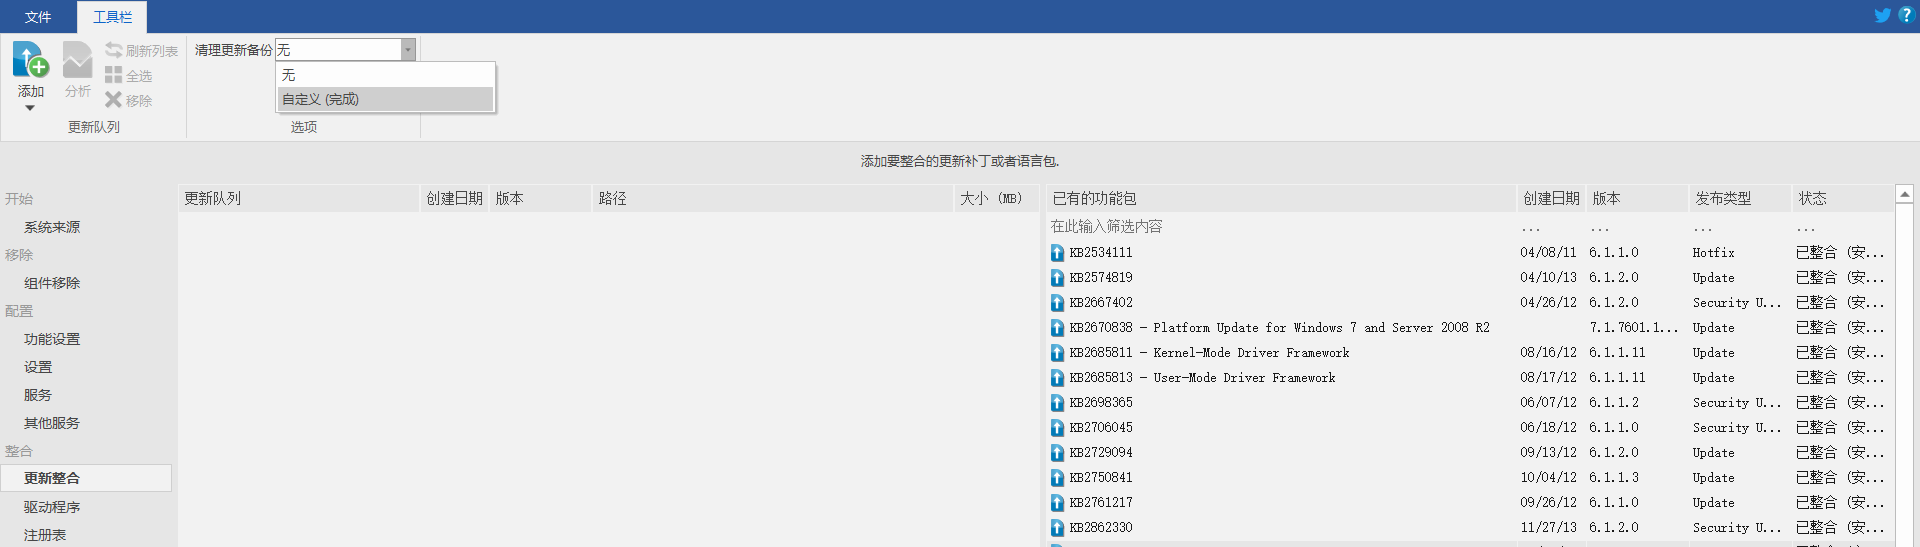 文件 工具栏
添加
分析
刷新列表
全选
移除
更新队列
清理更新备份 无
无
自定义 (完成)
选项
添加要整合的更新补丁或者语言包.
开始
系统来源
移除
组件移除
配置
功能设置
设置
服务
其他服务
整合
更新整合
驱动程序
注册表
更新队列 创建日期 版本 路径 大小 (MB)
已有的功能包 创建日期 版本 发布类型 状态
在此输入筛选内容 ... ... ... ...
KB2534111 04/08/11 6.1.1.0 Hotfix 已整合 (安...
KB2574819 04/10/13 6.1.2.0 Update 已整合 (安...
KB2667402 04/26/12 6.1.2.0 Security U... 已整合 (安...
KB2670838 - Platform Update for Windows 7 and Server 2008 R2 7.1.7601.1... Update 已整合 (安...
KB2685811 - Kernel-Mode Driver Framework 08/16/12 6.1.1.11 Update 已整合 (安...
KB2685813 - User-Mode Driver Framework 08/17/12 6.1.1.11 Update 已整合 (安...
KB2698365 06/07/12 6.1.1.2 Security U... 已整合 (安...
KB2706045 06/18/12 6.1.1.0 Security U... 已整合 (安...
KB2729094 09/13/12 6.1.2.0 Update 已整合 (安...
KB2750841 10/04/12 6.1.1.3 Update 已整合 (安...
KB2761217 09/26/12 6.1.1.0 Update 已整合 (安...
KB2862330 11/27/13 6.1.2.0 Security U... 已整合 (安...